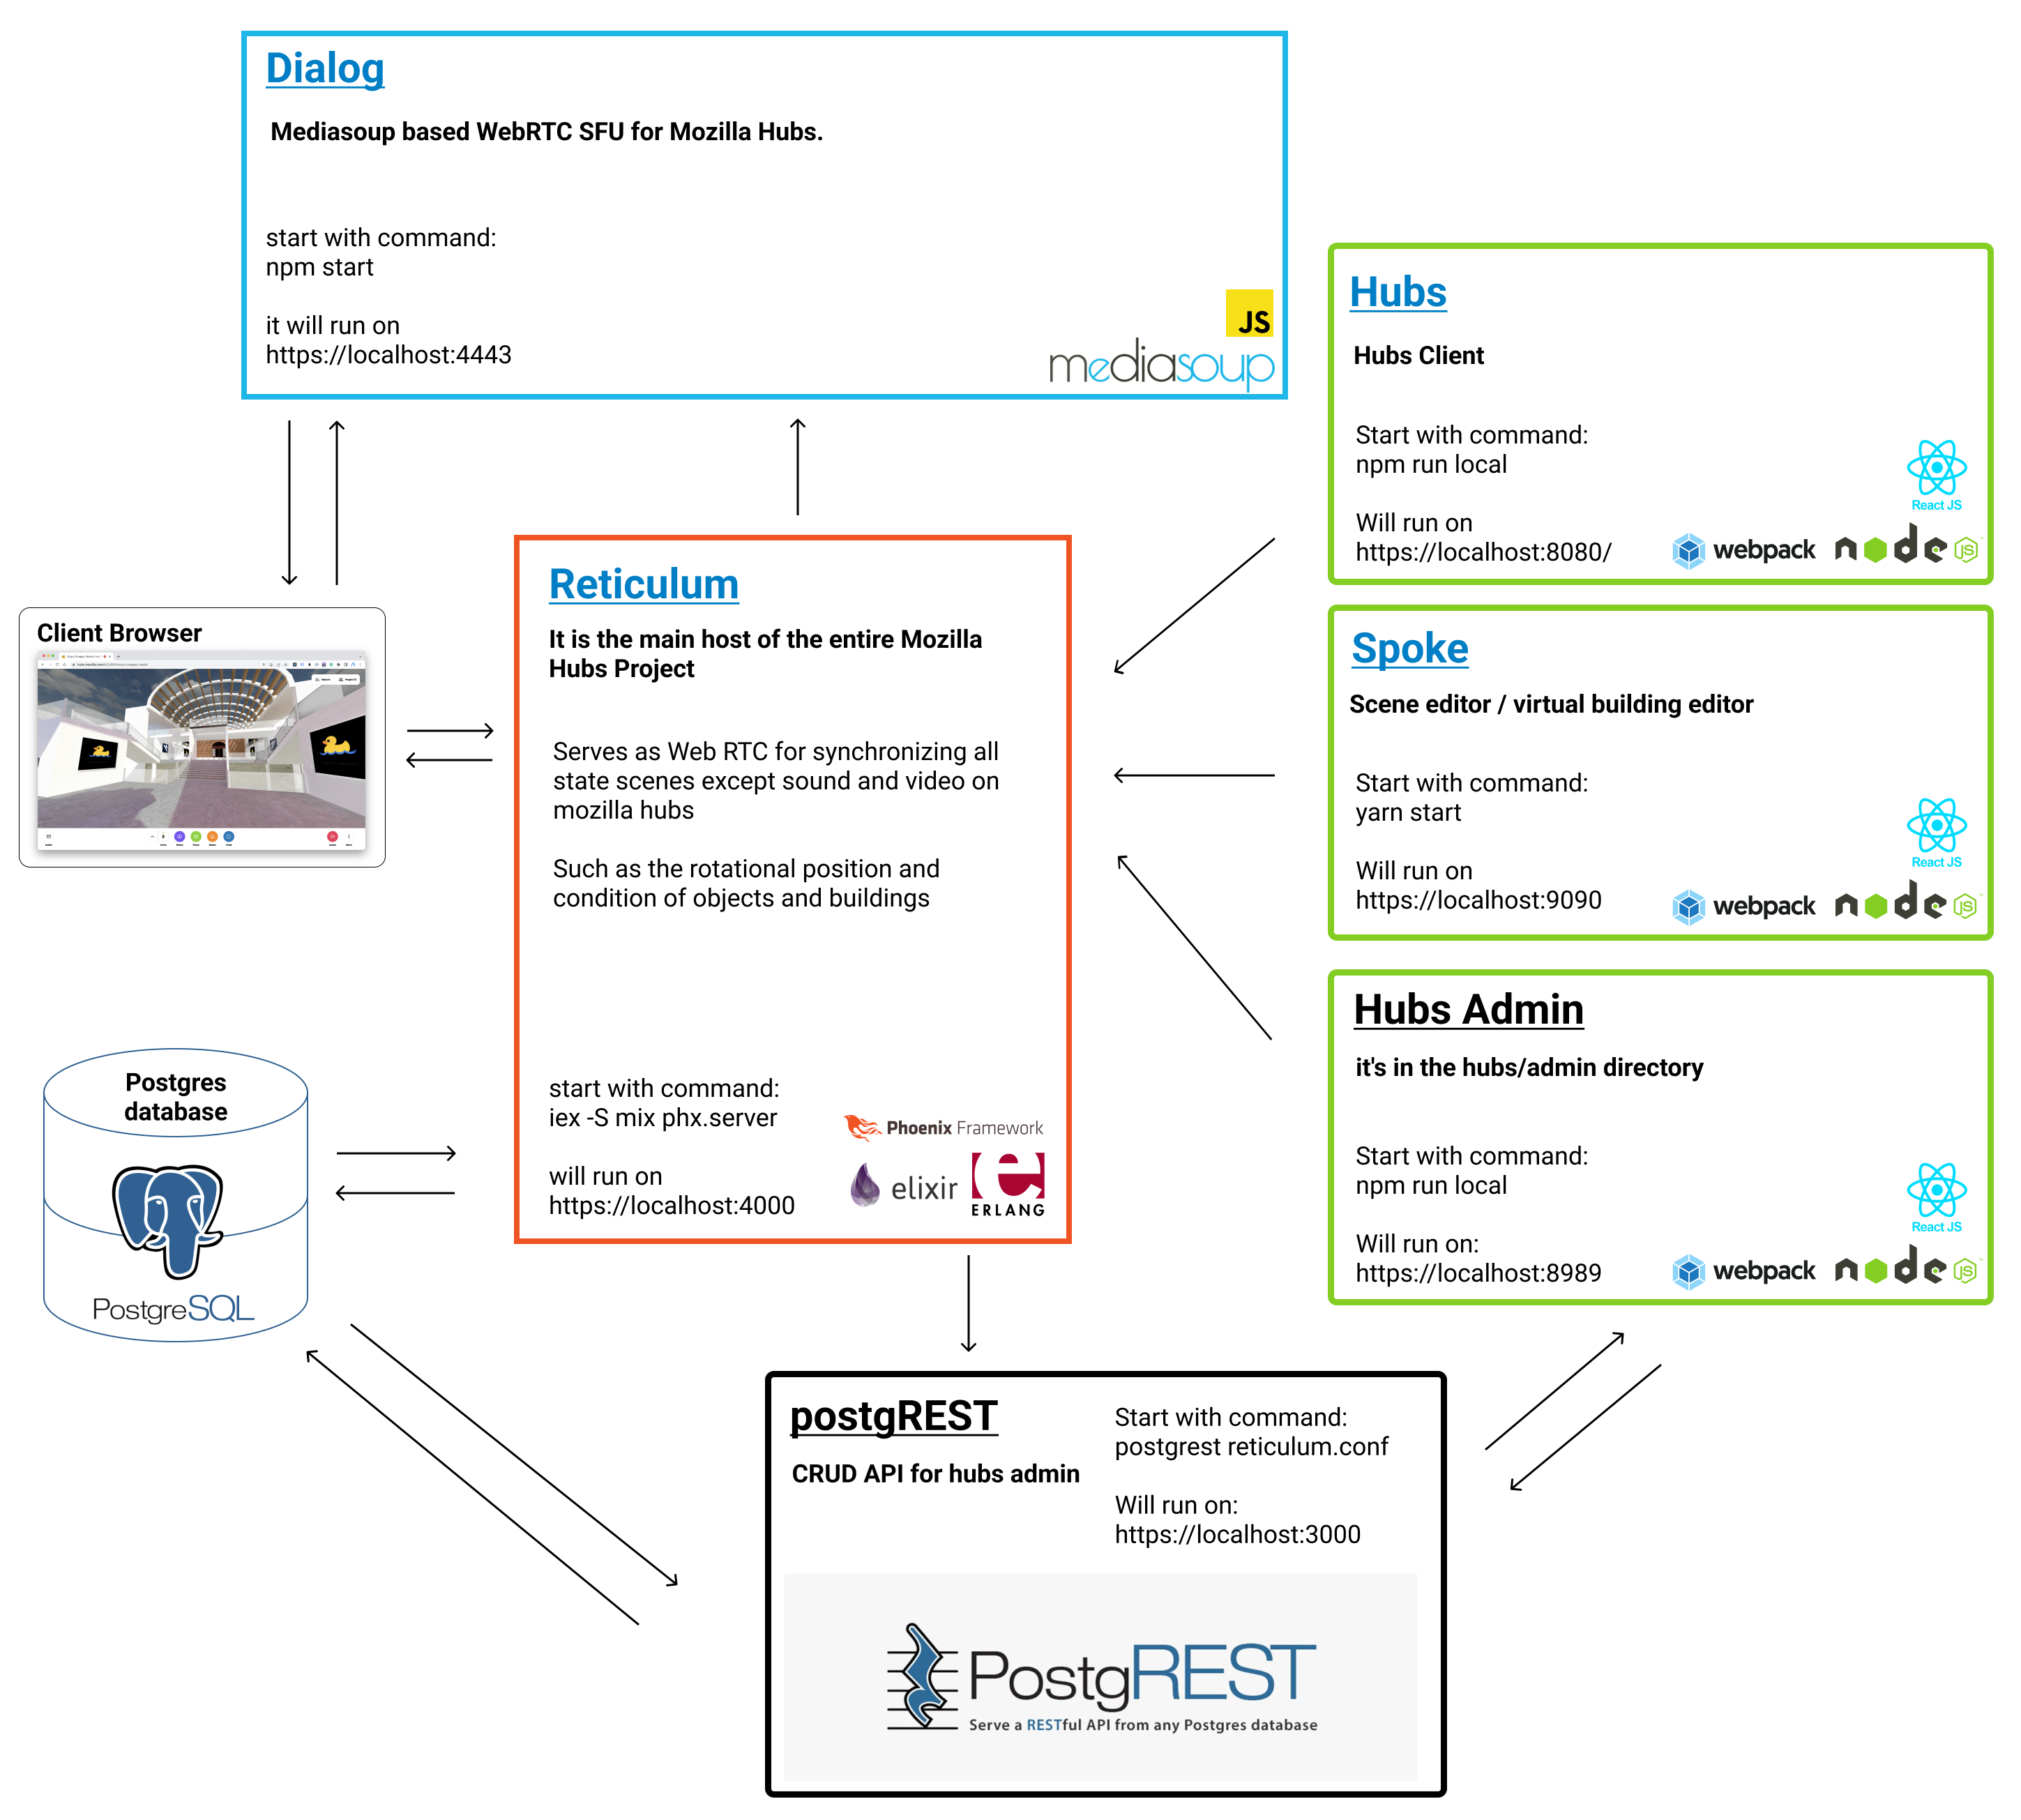 Dialog
Mediasoup based WebRTC SFU for Mozilla Hubs.
start with command:
npm start
it will run on
https://localhost:4443
JS
mediasoup
Hubs
Hubs Client
Start with command:
npm run local
Will run on
https://localhost:8080/
React JS
webpack
node JS
Client Browser
Reticulum
It is the main host of the entire Mozilla
Hubs Project
Serves as Web RTC for synchronizing all
state scenes except sound and video on
mozilla hubs
Such as the rotational position and
condition of objects and buildings
start with command:
iex -S mix phx.server
will run on
https://localhost:4000
Phoenix Framework
elixir
ERLANG
Spoke
Scene editor / virtual building editor
Start with command:
yarn start
Will run on
https://localhost:9090
React JS
webpack
node JS
Hubs Admin
it's in the hubs/admin directory
Start with command:
npm run local
Will run on:
https://localhost:8989
React JS
webpack
node JS
Postgres
database
PostgreSQL
postgREST
CRUD API for hubs admin
Start with command:
postgrest reticulum.conf
Will run on:
https://localhost:3000
PostgREST
Serve a RESTful API from any Postgres database